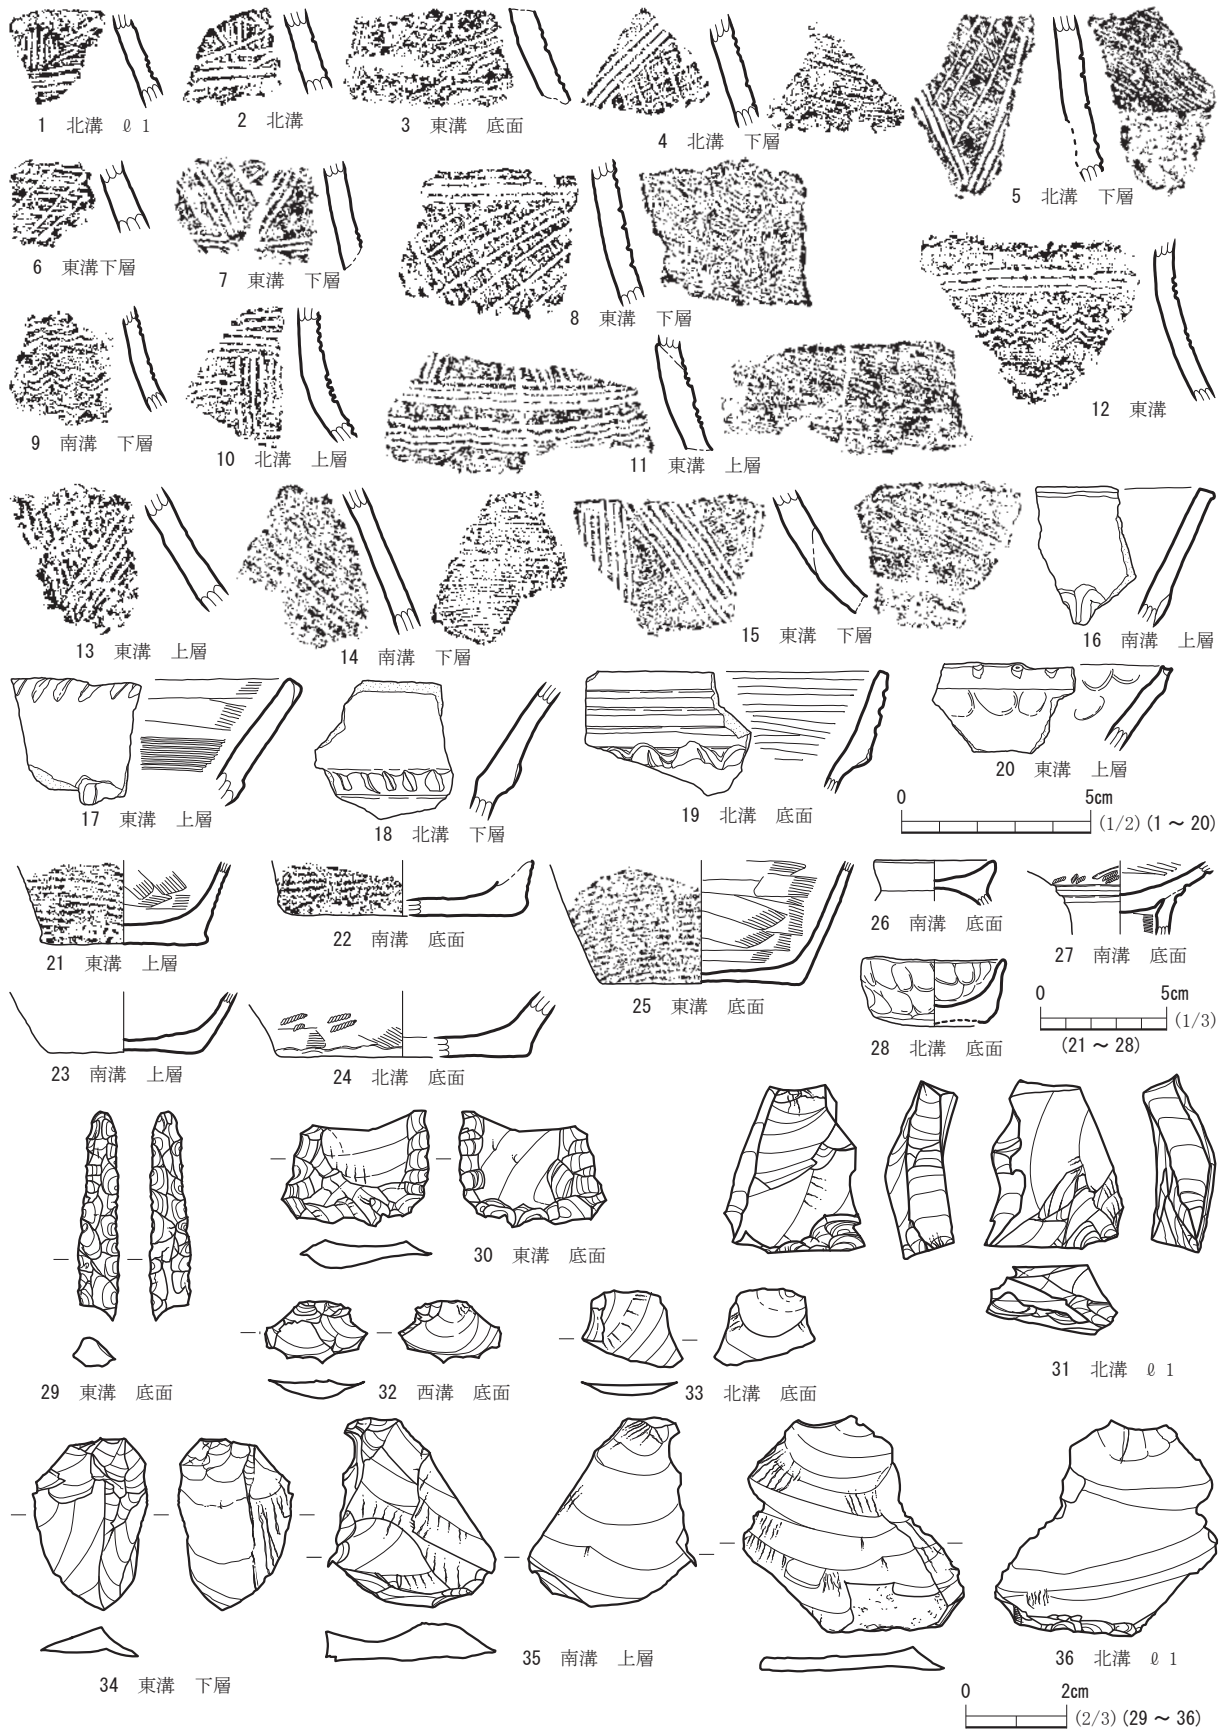 1 北溝 ℓ 1
2 北溝
3 東溝 底面
4 北溝 下層
5 北溝 下層
6 東溝下層
7 東溝 下層
8 東溝 下層
9 南溝 下層
10 北溝 上層
11 東溝 上層
12 東溝
13 東溝 上層
14 南溝 下層
15 東溝 下層
16 南溝 上層
17 東溝 上層
18 北溝 下層
19 北溝 底面
20 東溝 上層
0 5cm
(1/2) (1 ～ 20)
21 東溝 上層
22 南溝 底面
23 南溝 上層
24 北溝 底面
25 東溝 底面
26 南溝 底面
27 南溝 底面
28 北溝 底面
0 5cm
(1/3)
(21 ～ 28)
29 東溝 底面
30 東溝 底面
31 北溝 ℓ 1
32 西溝 底面
33 北溝 底面
34 東溝 下層
35 南溝 上層
36 北溝 ℓ 1
0 2cm
(2/3) (29 ～ 36)